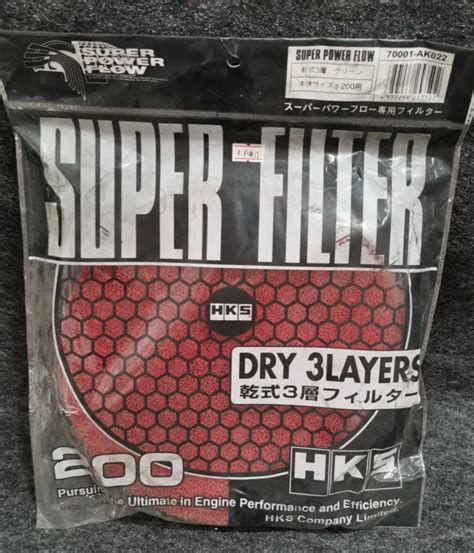 SUPER
POWER
FLOW
SUPER POWER FLOW 70001-AK022
乾式3層 グリーン
本体サイズφ200用
スーパーパワーフロー専用フィルター
SUPER FILTER
HKS
DRY 3LAYERS
乾式3層フィルター
200
HKS
the Ultimate in Engine Performance and Efficiency.
HKS Company Limited.